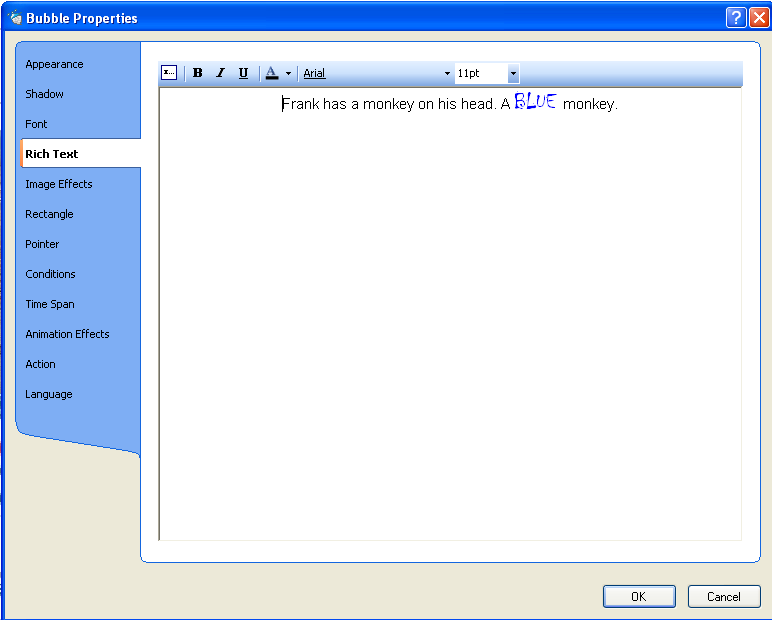 Bubble Properties
Appearance
Shadow
Font
Rich Text
Image Effects
Rectangle
Pointer
Conditions
Time Span
Animation Effects
Action
Language
B I U A Arial 11pt
Frank has a monkey on his head. A BLUE monkey.
OK Cancel